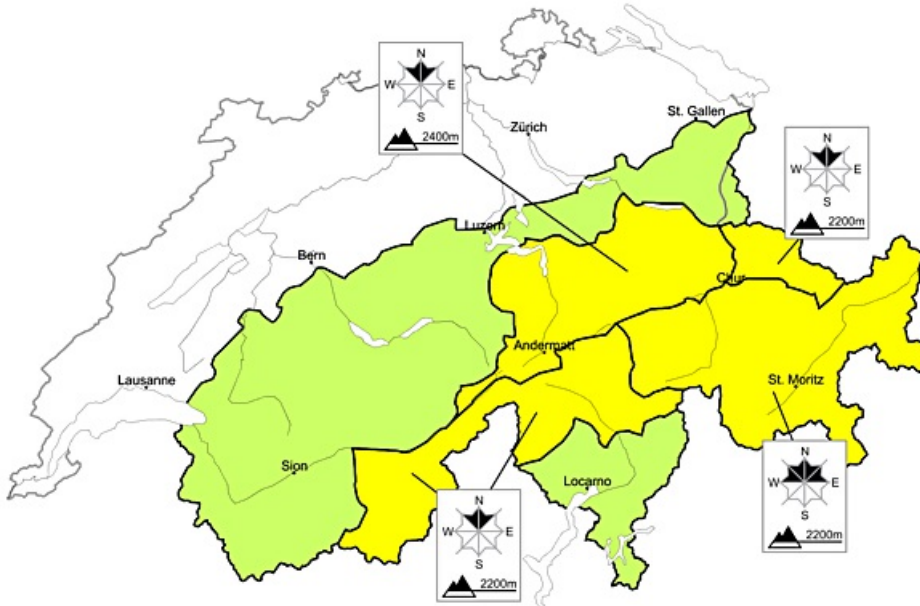 N
W E
S
2400m
St. Gallen
Zürich
N
W E
S
2200m
Luzern
Bern
Chur
Andermatt
Lausanne
St. Moritz
Sion
Locarno
N
W E
S
2200m
N
W E
S
2200m